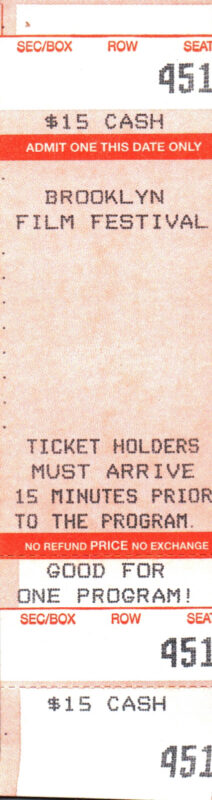 SEC/BOX ROW SEAT
451
$15 CASH
ADMIT ONE THIS DATE ONLY
BROOKLYN
FILM FESTIVAL
TICKET HOLDERS
MUST ARRIVE
15 MINUTES PRIOR
TO THE PROGRAM.
NO REFUND PRICE NO EXCHANGE
GOOD FOR
ONE PROGRAM!
SEC/BOX ROW SEAT
451
$15 CASH
451